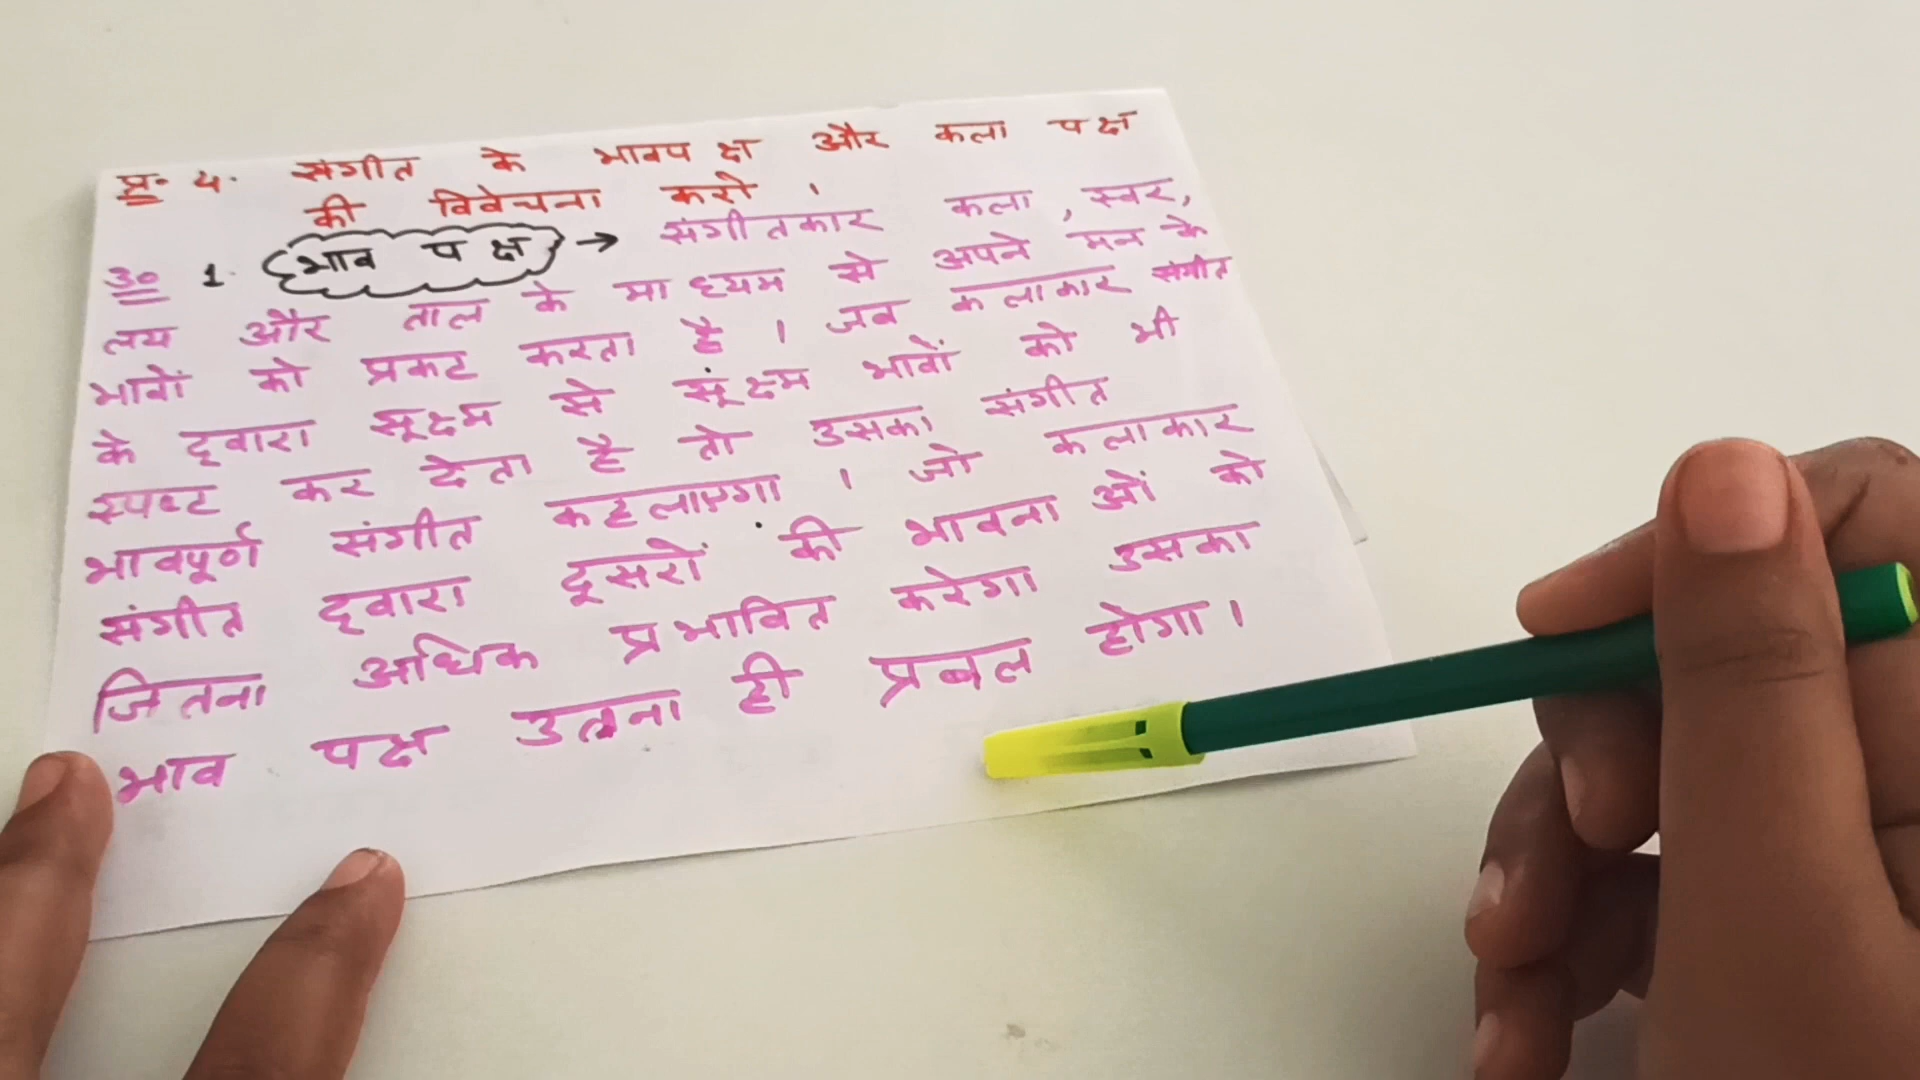 प्र. 4. संगीत के भावपक्ष और कला पक्ष
की विवेचना करो ।
उ० 1. भाव पक्ष → संगीतकार कला, स्वर,
लय और ताल के माध्यम से अपने मन के
भावों को प्रकट करता है । जब कलाकार संगीत
के द्वारा सूक्ष्म से सूंक्ष्म भावों को भी
स्पष्ट कर देता है तो उसका संगीत
भावपूर्ण संगीत कहलाएगा । जो कलाकार
संगीत द्वारा दूसरों की भावनाओं को
जितना अधिक प्रभावित करेगा उसका
भाव पक्ष उतना ही प्रबल होगा ।